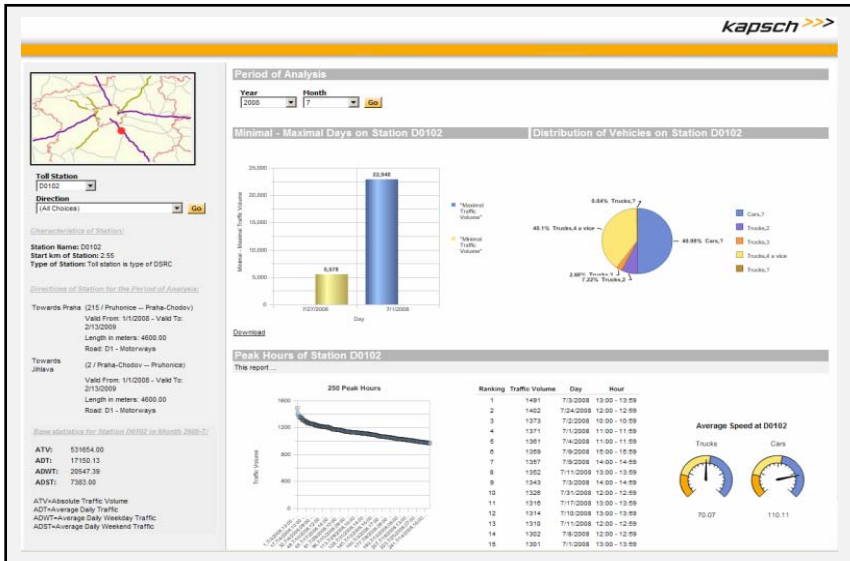 kapsch >>>
Period of Analysis
Year Month
2008 7 Go
Minimal - Maximal Days on Station D0102
Distribution of Vehicles on Station D0102
Toll Station
D0102
Direction
(All Choices) Go
Characteristics of Station:
Station Name: D0102
Start km of Station: 2.55
Type of Station: Toll station is type of DSRC
Directions of Station for the Period of Analysis:
Towards Praha (215 / Pruhonice -- Praha-Chodov)
Valid From: 1/1/2008 - Valid To:
2/13/2009
Length in meters: 4600.00
Road: D1 - Motorways
Towards
Jihlava
(2 / Praha-Chodov -- Pruhonice)
Valid From: 1/1/2008 - Valid To:
2/13/2009
Length in meters: 4600.00
Road: D1 - Motorways
Base statistics for Station D0102 in Month 2008-7:
ATV: 531654.00
ADT: 17150.13
ADWT: 20547.39
ADST: 7383.00
ATV=Absolute Traffic Volume
ADT=Average Daily Traffic
ADWT=Average Daily Weekday Traffic
ADST=Average Daily Weekend Traffic
Minimal - Maximal Traffic Volume
25,000
20,000
15,000
10,000
5,000
0
22,948
5,578
7/27/2008
7/1/2008
Day
"Maximal
Traffic
Volume"
"Minimal
Traffic
Volume"
Download
0.04% Trucks,?
40.1% Trucks,4 a vice
Cars,?
2.66% Trucks,3
7.22% Trucks,2
Cars,?
Trucks,2
Trucks,3
Trucks,4 a vice
Trucks,?
Peak Hours of Station D0102
This report ...
250 Peak Hours
Traffic Volume
1600
1200
800
400
0
Ranking Traffic Volume Day Hour
1 1491 7/3/2008 13:00 - 13:59
2 1402 7/24/2008 12:00 - 12:59
3 1373 7/2/2008 10:00 - 10:59
4 1371 7/1/2008 11:00 - 11:59
5 1361 7/4/2008 11:00 - 11:59
6 1359 7/9/2008 15:00 - 15:59
7 1357 7/9/2008 14:00 - 14:59
8 1352 7/11/2008 13:00 - 13:59
9 1343 7/3/2008 14:00 - 14:59
10 1326 7/31/2008 12:00 - 12:59
11 1316 7/17/2008 13:00 - 13:59
12 1314 7/10/2008 13:00 - 13:59
13 1310 7/11/2008 12:00 - 12:59
14 1302 7/8/2008 12:00 - 12:59
15 1301 7/1/2008 13:00 - 13:59
Average Speed at D0102
Trucks Cars
70.07 110.11